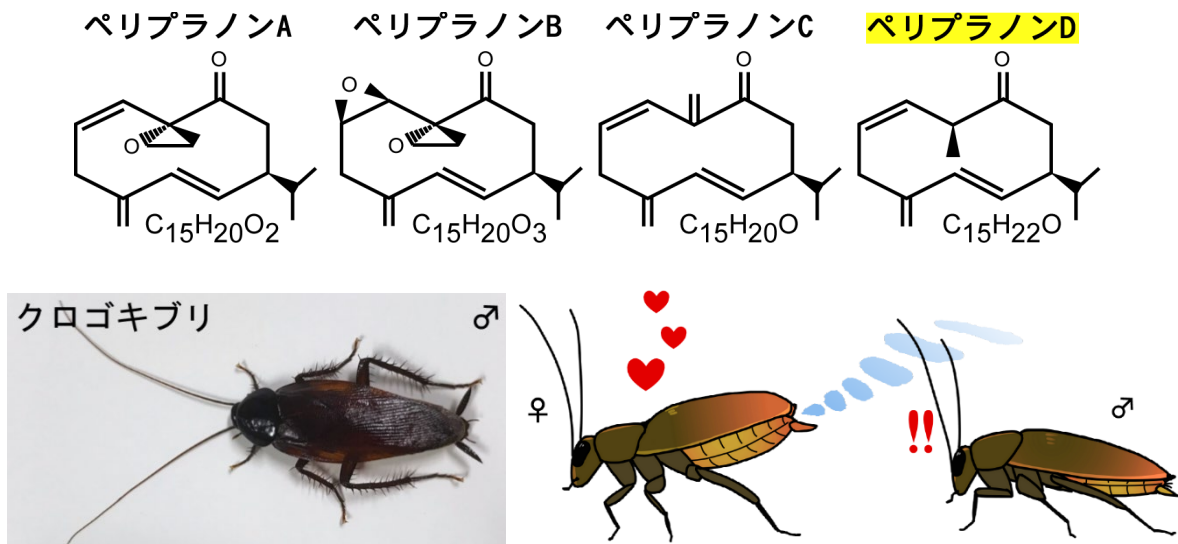 ペリプラノンA
ペリプラノンB
ペリプラノンC
ペリプラノンD
O
O
C15H20O2
O
O
O
C15H20O3
O
C15H20O
O
C15H22O
クロゴキブリ
♂
♀
!!
♂